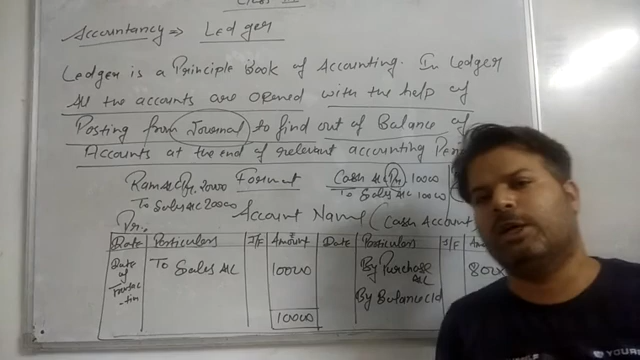 Class
Accountancy ⇒ Ledger
Ledger is a Principle Book of Accounting. In Ledger
All the accounts are opened with the help of
Posting from Journal to find out of Balance of
Accounts at the end of relevant accounting
Ram A/c Dr. 20000 Format Cash A/c Dr 10000
To Sales A/c 20000 To Sales A/c 10000
Account Name (Cash Account
Dr.
Date Particulars J/F Amount Date Particulars J/F
Date of To Sales A/c 10000 By Purchase A/c
By Balance c/d
10000